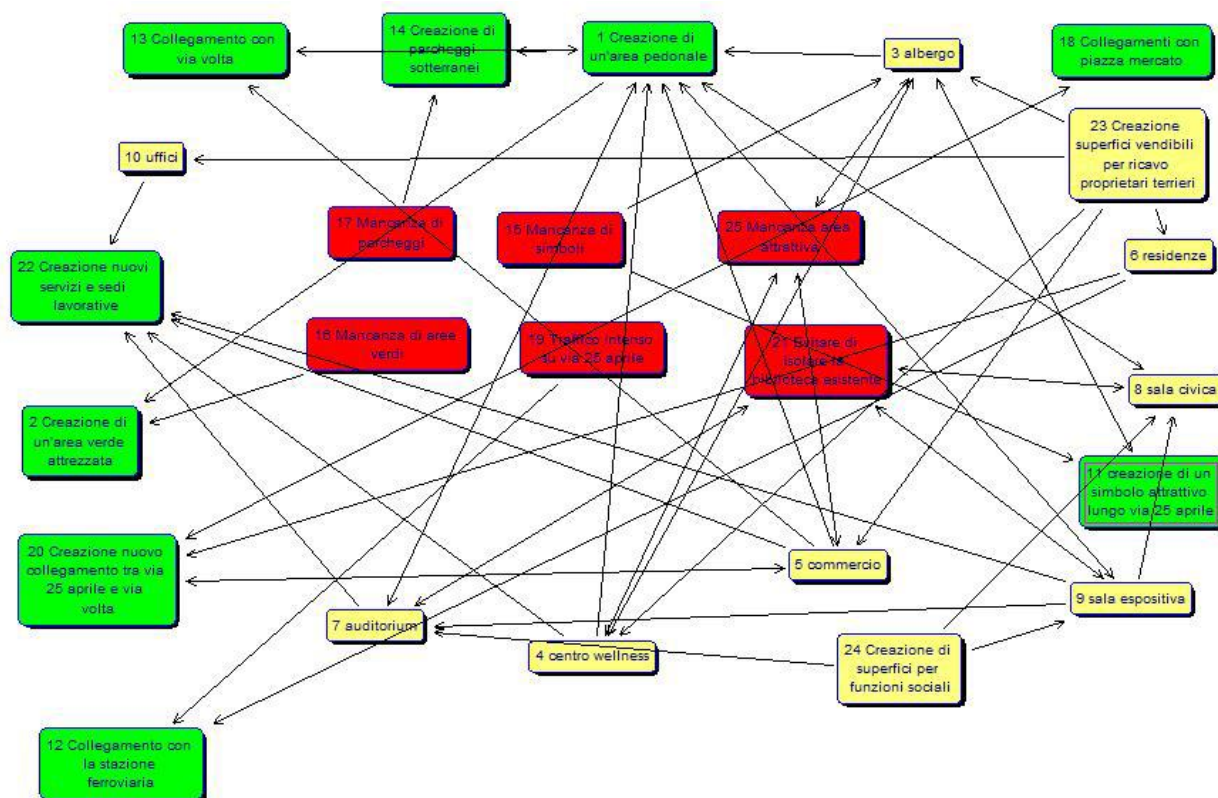 13 Collegamento con
via volta
14 Creazione di
parcheggi
sotterranei
1 Creazione di
un'area pedonale
3 albergo
18 Collegamenti con
piazza mercato
23 Creazione
superfici vendibili
per ricavo
proprietari terrieri
10 uffici
17 Mancanza di
parcheggi
15 Mancanza di
simboli
25 Mancanza area
attrattiva
6 residenze
22 Creazione nuovi
servizi e sedi
lavorative
16 Mancanza di aree
verdi
19 Traffico intenso
su via 25 aprile
21 Evitare di
isolare la
biblioteca esistente
8 sala civica
2 Creazione di
un'area verde
attrezzata
11 creazione di un
simbolo attrattivo
lungo via 25 aprile
20 Creazione nuovo
collegamento tra via
25 aprile e via
volta
5 commercio
9 sala espositiva
7 auditorium
4 centro wellness
24 Creazione di
superfici per
funzioni sociali
12 Collegamento con
la stazione
ferroviaria